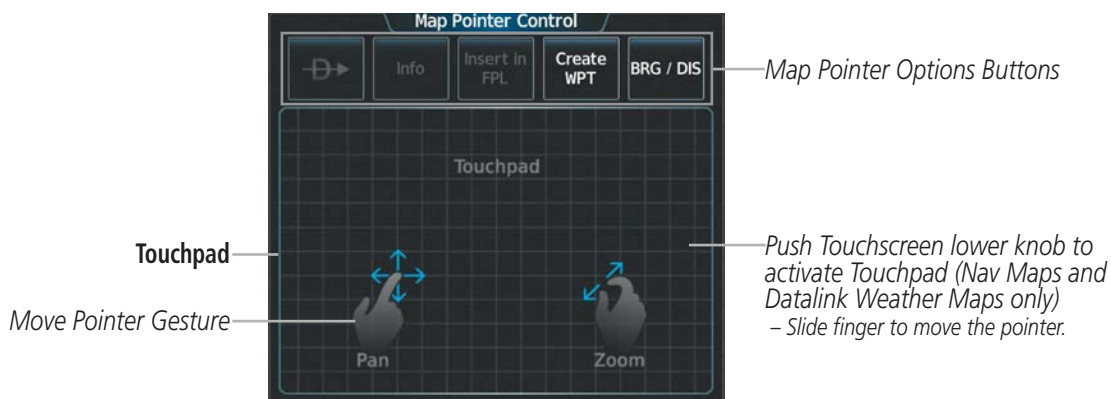 Map Pointer Control
D
Info
Insert in
FPL
Create
WPT
BRG / DIS
Map Pointer Options Buttons
Touchpad
Touchpad
Push Touchscreen lower knob to
activate Touchpad (Nav Maps and
Datalink Weather Maps only)
– Slide finger to move the pointer.
Move Pointer Gesture
Pan
Zoom